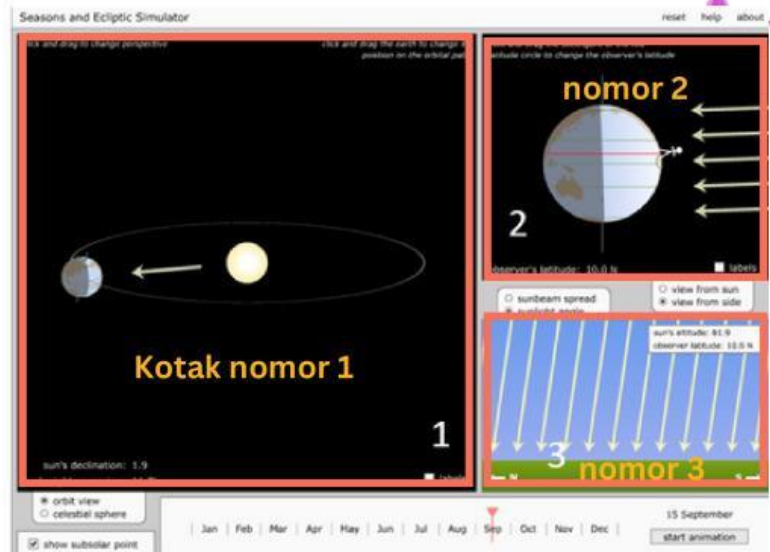 Seasons and Ecliptic Simulator
reset help about
click and drag to change perspective
click and drag the earth to change
position on the orbital
nomor 2
latitude circle to change the observer's latitude
2
observer's latitude: 10.0 N
labels
sunbeam spread
view from sun
view from side
Kotak nomor 1
1
sun's declination: 1.9
orbit view
celestial sphere
show subsolar point
sun's altitude: 81.9
observer latitude: 10.0 N
3
nomor 3
N
S
Jan Feb Mar Apr May Jun Jul Aug Sep Oct Nov Dec
15 September
start animation